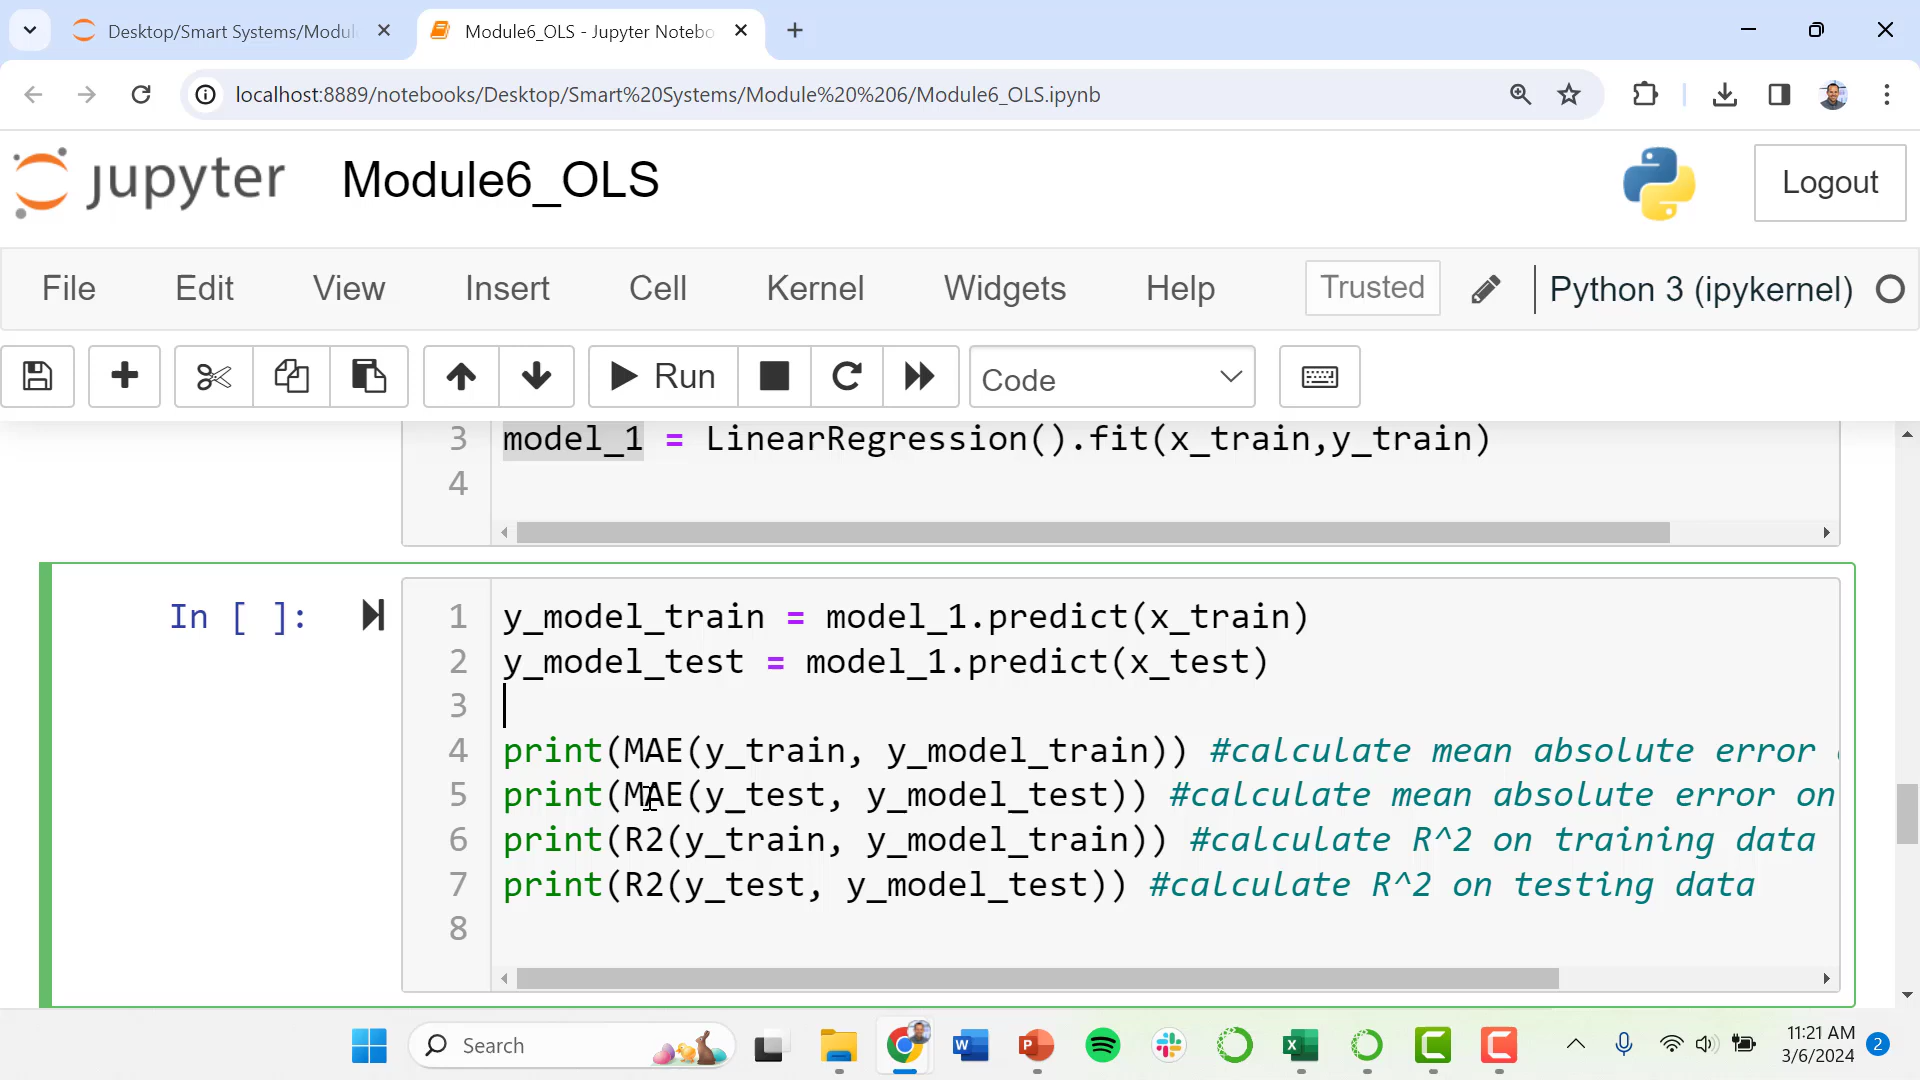 Desktop/Smart Systems/Modul
Module6_OLS - Jupyter Notebo
localhost:8889/notebooks/Desktop/Smart%20Systems/Module%20%206/Module6_OLS.ipynb
jupyter Module6_OLS
Logout
File Edit View Insert Cell Kernel Widgets Help Trusted Python 3 (ipykernel)
Run Code
3 model_1 = LinearRegression().fit(x_train,y_train)
4
In [ ]:
1 y_model_train = model_1.predict(x_train)
2 y_model_test = model_1.predict(x_test)
3
4 print(MAE(y_train, y_model_train)) #calculate mean absolute error
5 print(MAE(y_test, y_model_test)) #calculate mean absolute error on
6 print(R2(y_train, y_model_train)) #calculate R^2 on training data
7 print(R2(y_test, y_model_test)) #calculate R^2 on testing data
8
Search
11:21 AM
3/6/2024
2